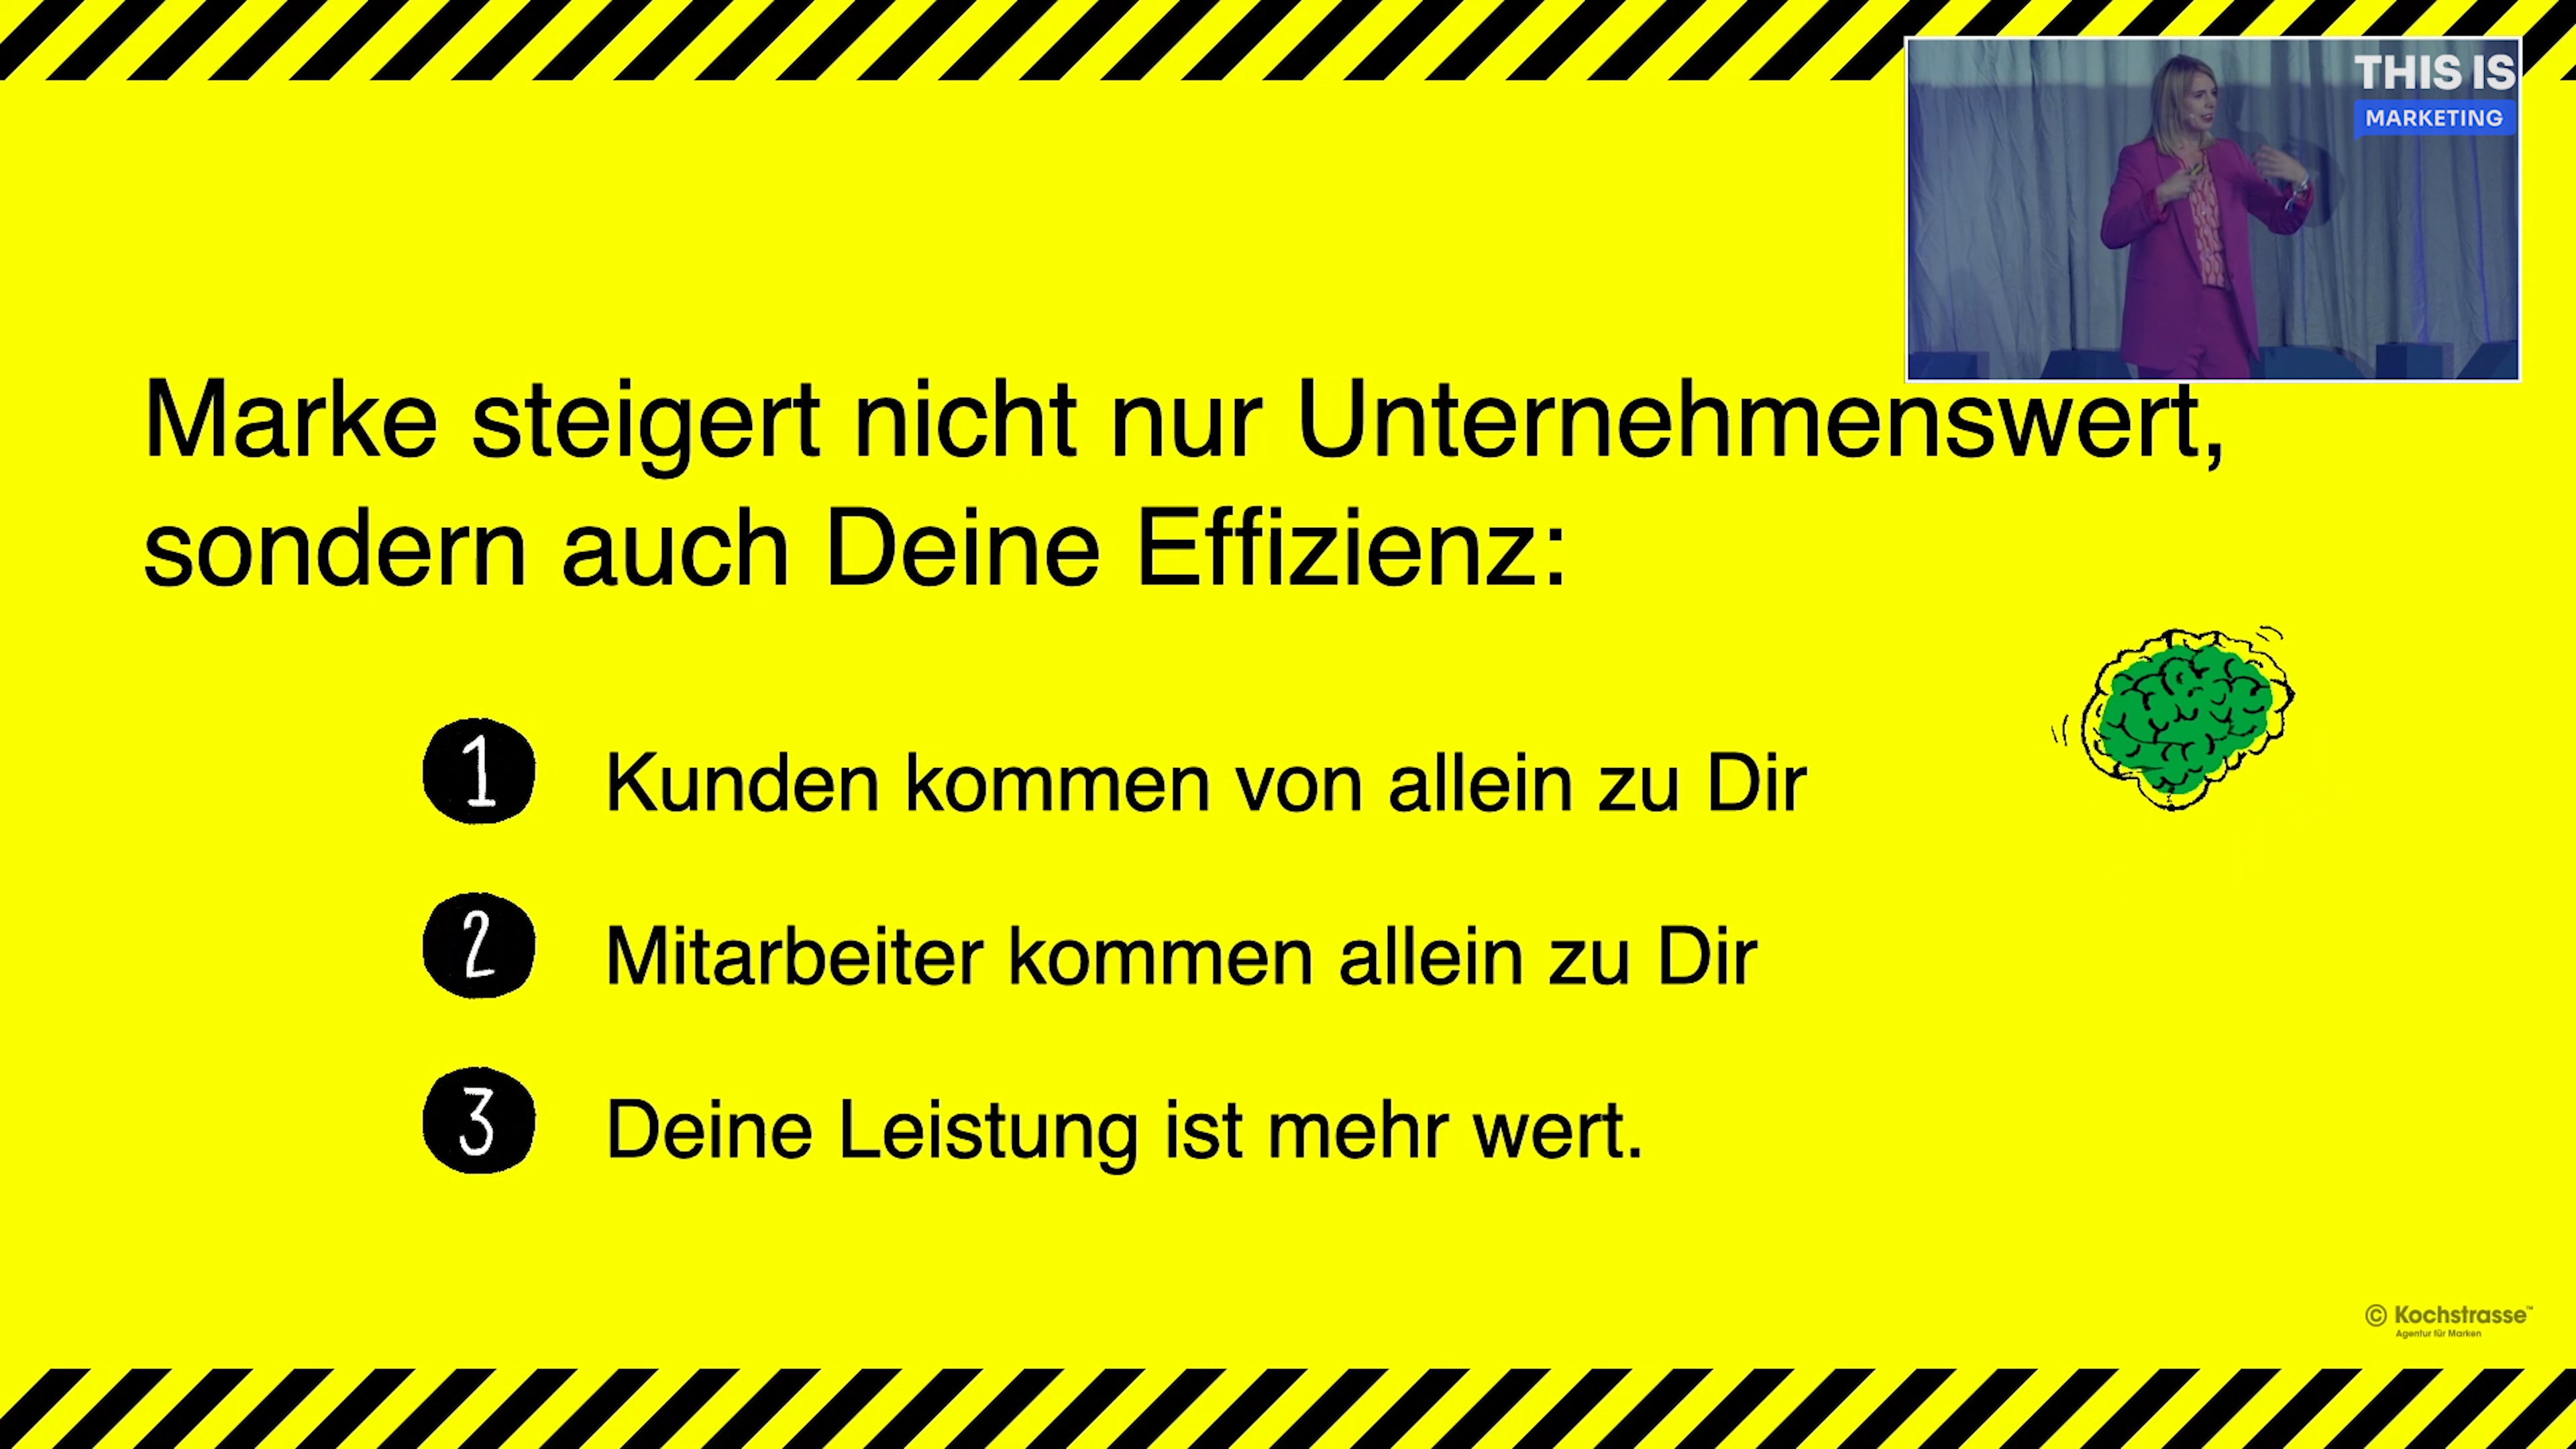 THIS IS
MARKETING
Marke steigert nicht nur Unternehmenswert,
sondern auch Deine Effizienz:
1 Kunden kommen von allein zu Dir
2 Mitarbeiter kommen allein zu Dir
3 Deine Leistung ist mehr wert.
© Kochstrasse™
Agentur für Marken